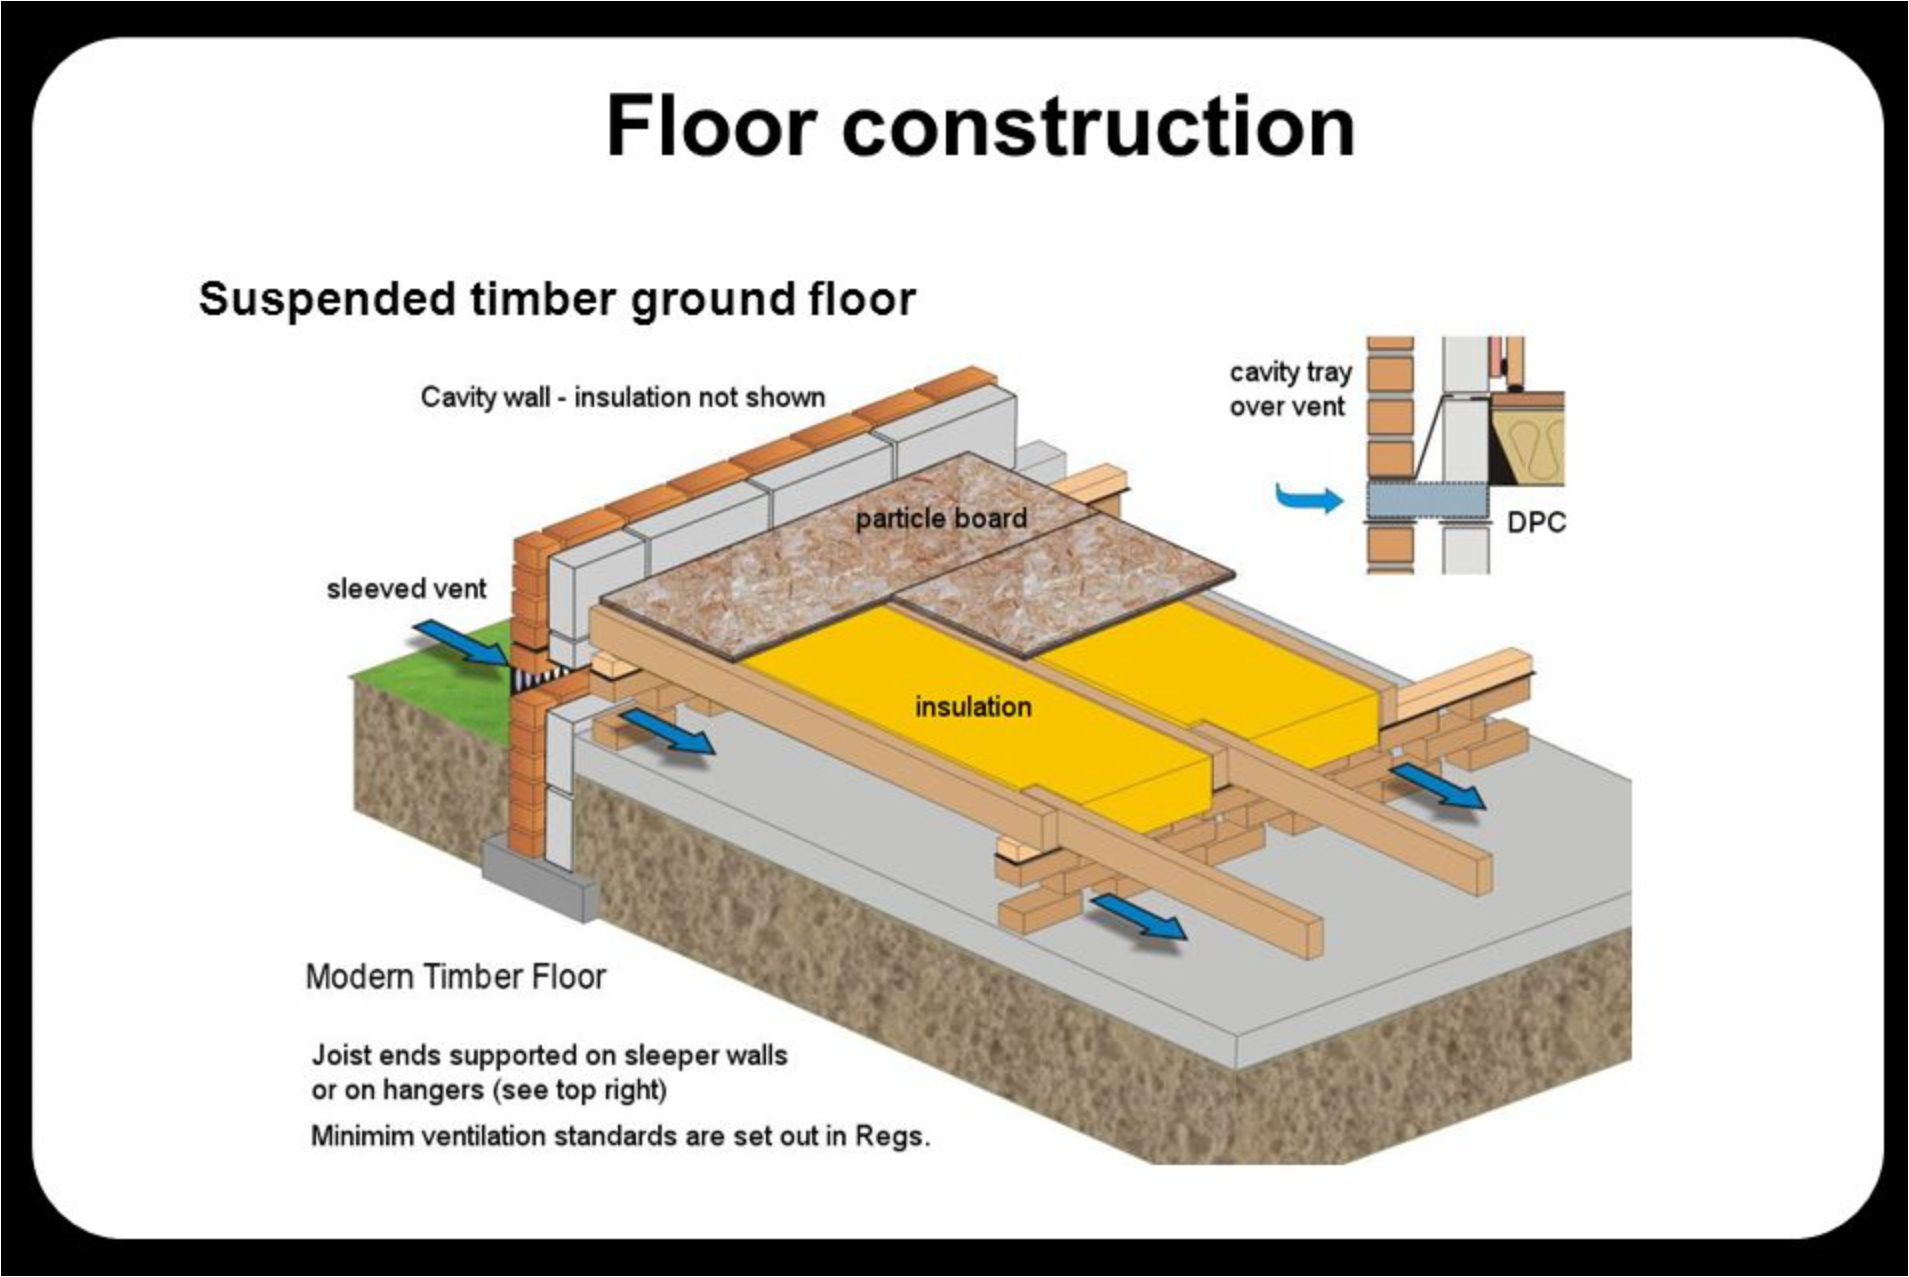 Floor construction
Suspended timber ground floor
Cavity wall - insulation not shown
cavity tray
over vent
particle board
DPC
sleeved vent
insulation
Modern Timber Floor
Joist ends supported on sleeper walls
or on hangers (see top right)
Minimim ventilation standards are set out in Regs.